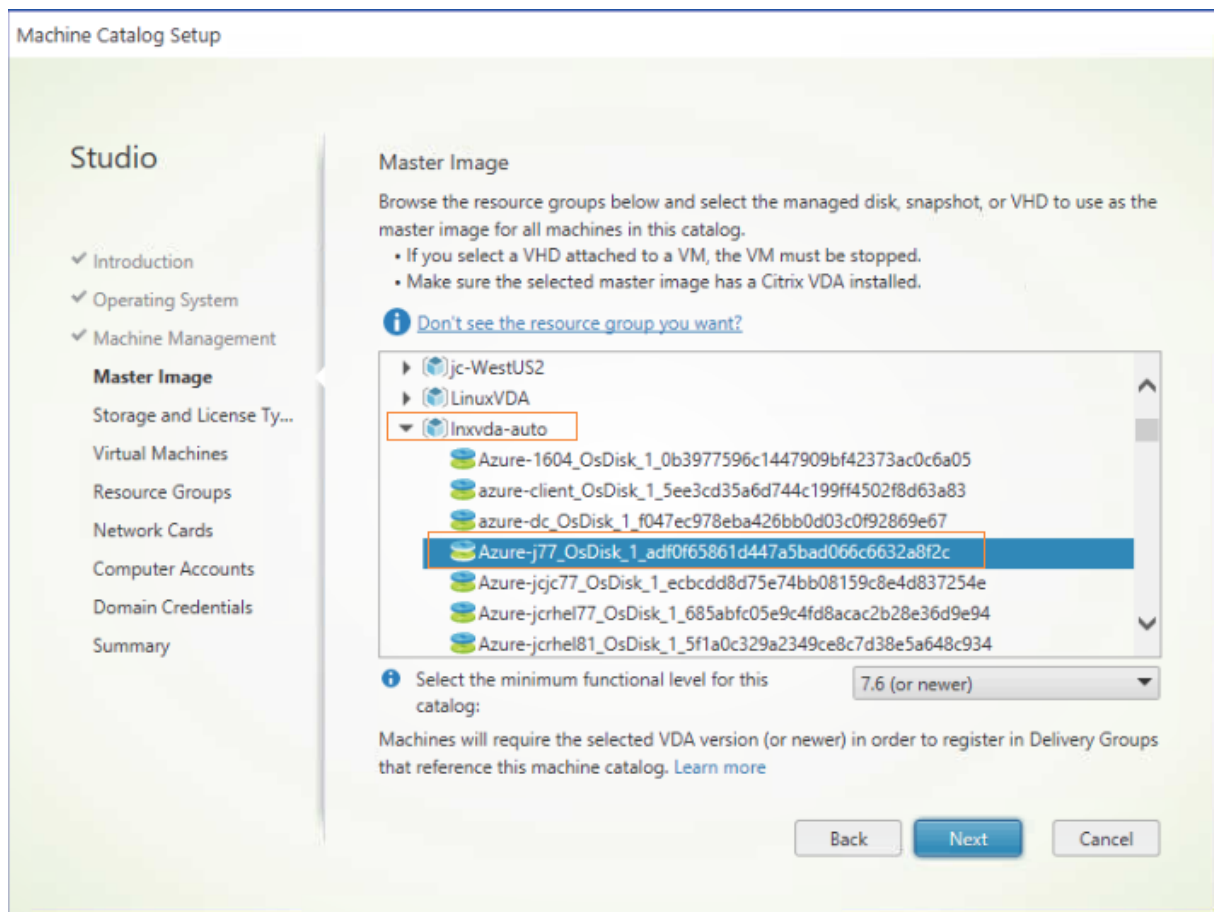 Machine Catalog Setup
Studio
✔ Introduction
✔ Operating System
✔ Machine Management
Master Image
Storage and License Ty...
Virtual Machines
Resource Groups
Network Cards
Computer Accounts
Domain Credentials
Summary
Master Image
Browse the resource groups below and select the managed disk, snapshot, or VHD to use as the
master image for all machines in this catalog.
• If you select a VHD attached to a VM, the VM must be stopped.
• Make sure the selected master image has a Citrix VDA installed.
Don't see the resource group you want?
jc-WestUS2
LinuxVDA
lnxvda-auto
Azure-1604_OsDisk_1_0b3977596c1447909bf42373ac0c6a05
azure-client_OsDisk_1_5ee3cd35a6d744c199ff4502f8d63a83
azure-dc_OsDisk_1_f047ec978eba426bb0d03c0f92869e67
Azure-j77_OsDisk_1_adf0f65861d447a5bad066c6632a8f2c
Azure-jcjc77_OsDisk_1_ecbcdd8d75e74bb08159c8e4d837254e
Azure-jcrhel77_OsDisk_1_685abfc05e9c4fd8acac2b28e36d9e94
Azure-jcrhel81_OsDisk_1_5f1a0c329a2349ce8c7d38e5a648c934
Select the minimum functional level for this
catalog:
7.6 (or newer)
Machines will require the selected VDA version (or newer) in order to register in Delivery Groups
that reference this machine catalog. Learn more
Back
Next
Cancel